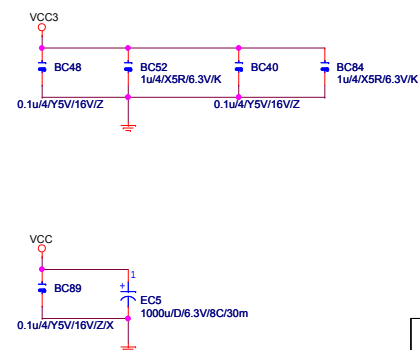 VCC3
BC48
BC52
1u/4/X5R/6.3V/K
BC40
BC84
1u/4/X5R/6.3V/K
0.1u/4/Y5V/16V/Z
0.1u/4/Y5V/16V/Z
VCC
BC89
1
+
EC5
1000u/D/6.3V/8C/30m
0.1u/4/Y5V/16V/Z/X